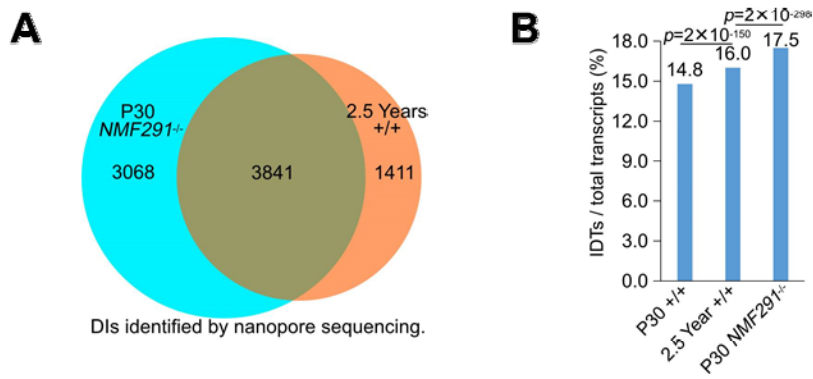 A
P30
NMF291-/-
3068
3841
2.5 Years
+/+
1411
DIs identified by nanopore sequencing.
B
p=2×10-298
p=2×10-150
IDTs / total transcripts (%)
18.0
15.0
12.0
9.0
6.0
3.0
0.0
14.8
16.0
17.5
P30 +/+
2.5 Year +/+
P30 NMF291-/-